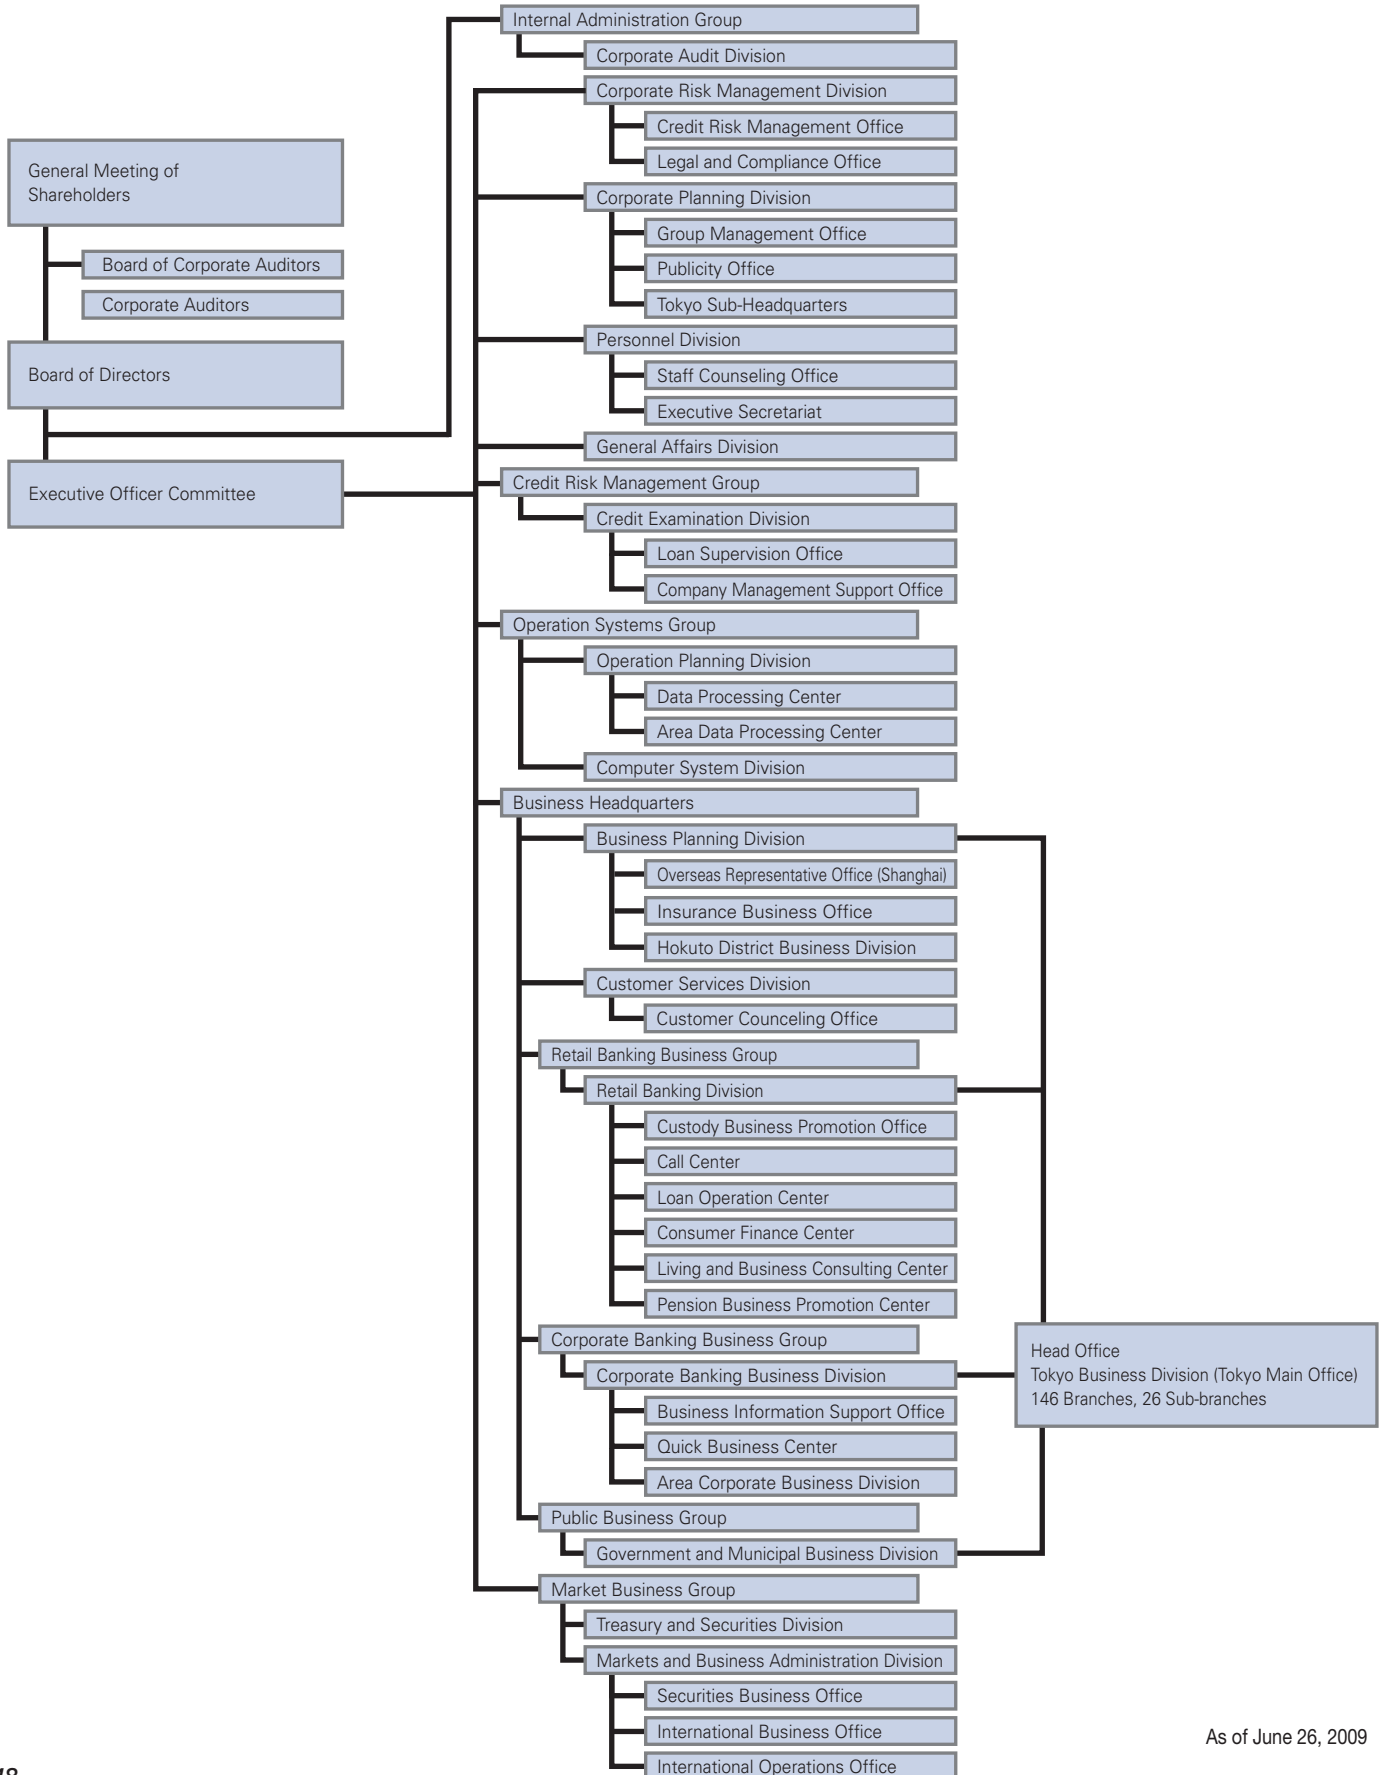 General Meeting of
Shareholders
Board of Corporate Auditors
Corporate Auditors
Board of Directors
Executive Officer Committee
Internal Administration Group
Corporate Audit Division
Corporate Risk Management Division
Credit Risk Management Office
Legal and Compliance Office
Corporate Planning Division
Group Management Office
Publicity Office
Tokyo Sub-Headquarters
Personnel Division
Staff Counseling Office
Executive Secretariat
General Affairs Division
Credit Risk Management Group
Credit Examination Division
Loan Supervision Office
Company Management Support Office
Operation Systems Group
Operation Planning Division
Data Processing Center
Area Data Processing Center
Computer System Division
Business Headquarters
Business Planning Division
Overseas Representative Office (Shanghai)
Insurance Business Office
Hokuto District Business Division
Customer Services Division
Customer Counceling Office
Retail Banking Business Group
Retail Banking Division
Custody Business Promotion Office
Call Center
Loan Operation Center
Consumer Finance Center
Living and Business Consulting Center
Pension Business Promotion Center
Corporate Banking Business Group
Corporate Banking Business Division
Business Information Support Office
Quick Business Center
Area Corporate Business Division
Public Business Group
Government and Municipal Business Division
Market Business Group
Treasury and Securities Division
Markets and Business Administration Division
Securities Business Office
International Business Office
International Operations Office
Head Office
Tokyo Business Division (Tokyo Main Office)
146 Branches, 26 Sub-branches
As of June 26, 2009